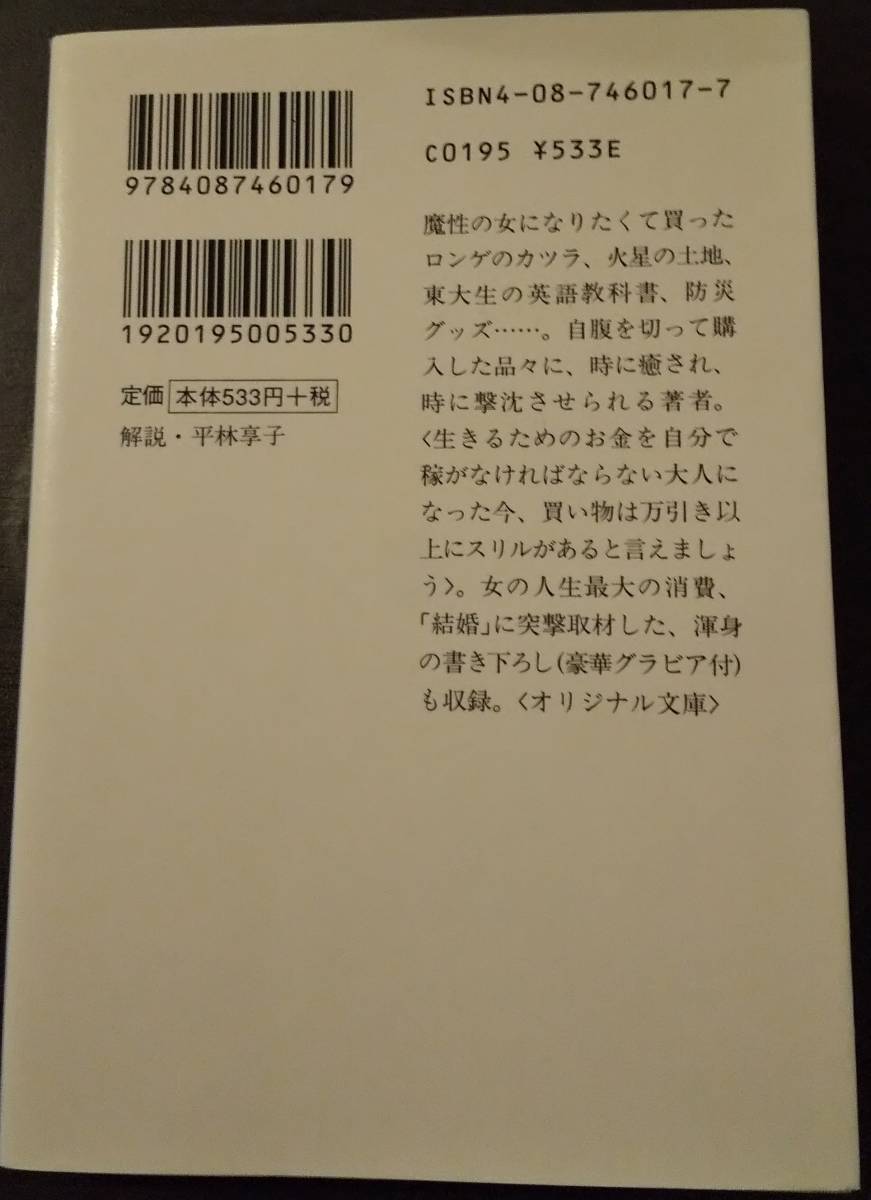 9784087460179
1920195005330
定価 本体533円+税
解説・平林享子
ISBN4-08-746017-7
C0195 ¥533E
魔性の女になりたくて買った
ロンゲのカツラ、火星の土地、
東大生の英語教科書、防災
グッズ……。自腹を切って購
入した品々に、時に癒され、
時に撃沈させられる著者。
〈生きるためのお金を自分で
稼がなければならない大人に
なった今、買い物は万引き以
上にスリルがあると言えましょ
う〉。女の人生最大の消費、
「結婚」に突撃取材した、渾身
の書き下ろし(豪華グラビア付)
も収録。〈オリジナル文庫〉